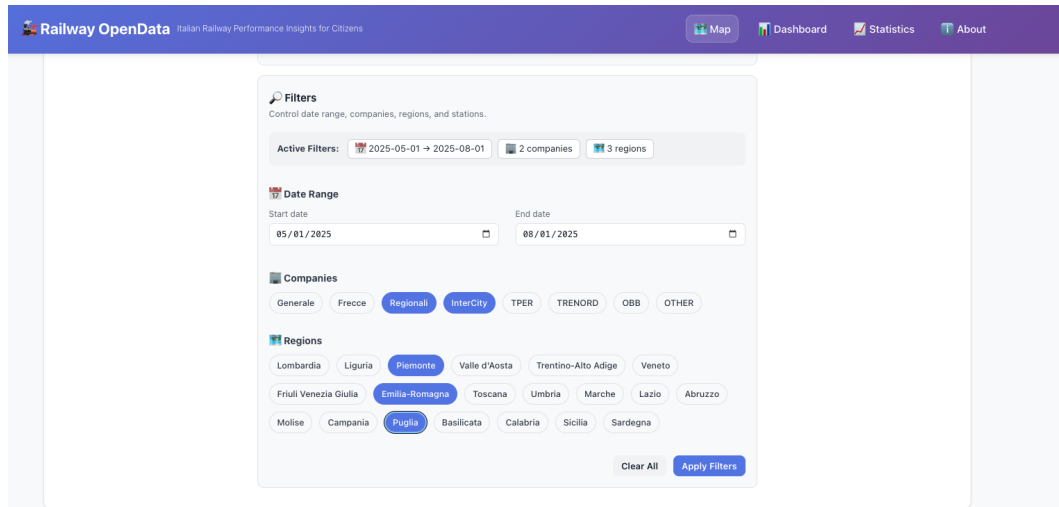 Railway OpenData Italian Railway Performance Insights for Citizens Map Dashboard Statistics About
Filters
Control date range, companies, regions, and stations.
Active Filters: 2025-05-01 → 2025-08-01 2 companies 3 regions
Date Range
Start date End date
05/01/2025 08/01/2025
Companies
Generale Frecce Regionali InterCity TPER TRENORD OBB OTHER
Regions
Lombardia Liguria Piemonte Valle d'Aosta Trentino-Alto Adige Veneto
Friuli Venezia Giulia Emilia-Romagna Toscana Umbria Marche Lazio Abruzzo
Molise Campania Puglia Basilicata Calabria Sicilia Sardegna
Clear All Apply Filters